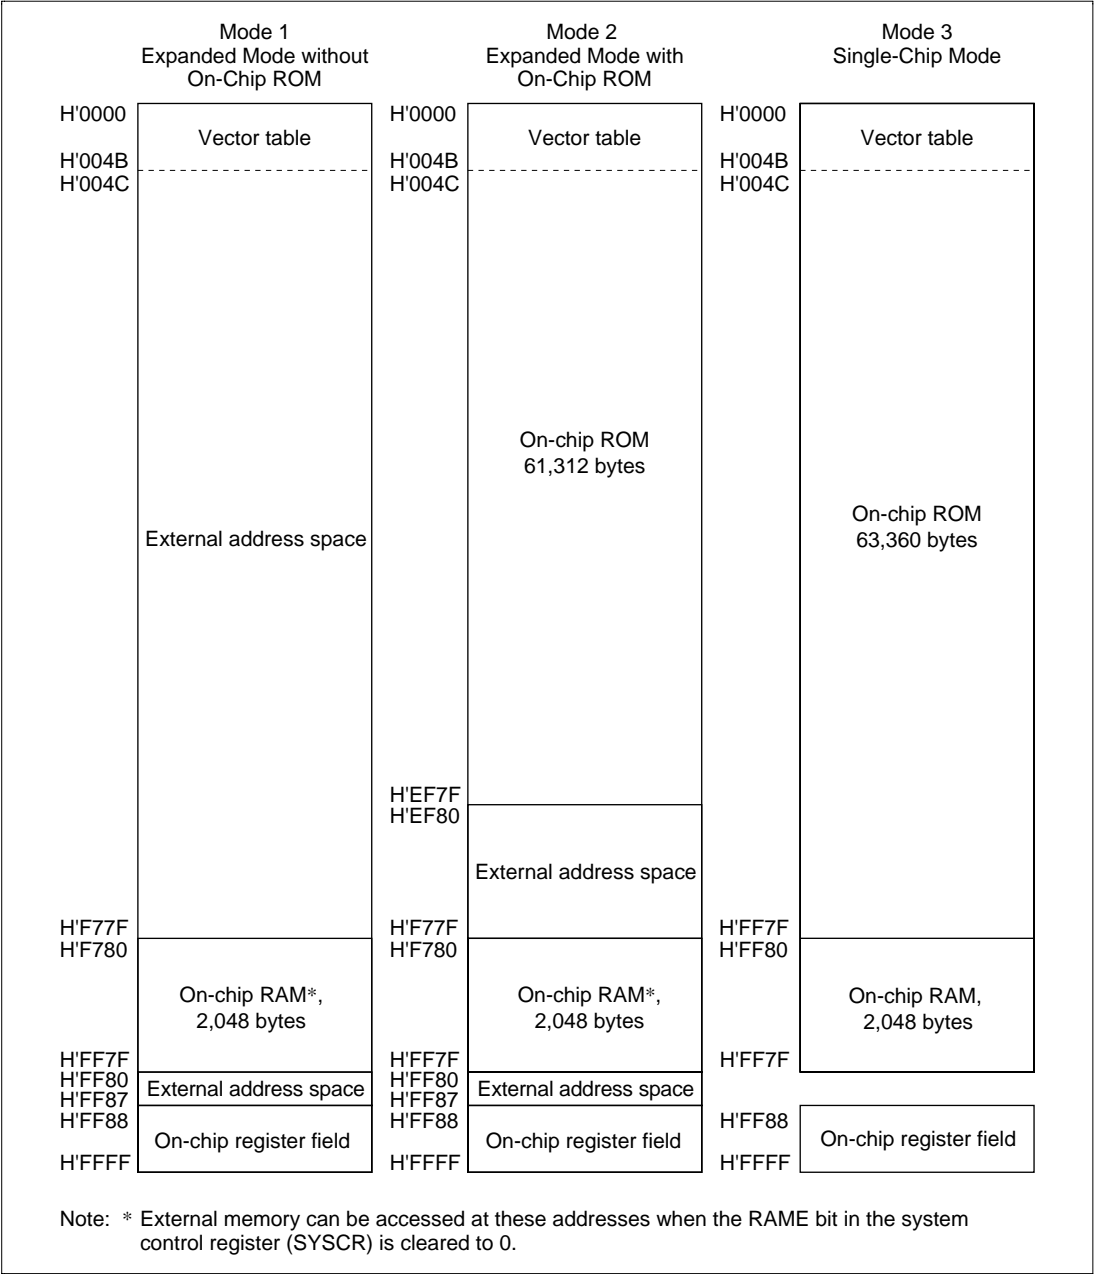 Mode 1
Expanded Mode without
On-Chip ROM
H'0000
Vector table
H'004B
H'004C
External address space
H'F77F
H'F780
On-chip RAM*,
2,048 bytes
H'FF7F
H'FF80
External address space
H'FF87
H'FF88
On-chip register field
H'FFFF
Mode 2
Expanded Mode with
On-Chip ROM
H'0000
Vector table
H'004B
H'004C
On-chip ROM
61,312 bytes
H'EF7F
H'EF80
External address space
H'F77F
H'F780
On-chip RAM*,
2,048 bytes
H'FF7F
H'FF80
External address space
H'FF87
H'FF88
On-chip register field
H'FFFF
Mode 3
Single-Chip Mode
H'0000
Vector table
H'004B
H'004C
On-chip ROM
63,360 bytes
H'FF7F
H'FF80
On-chip RAM,
2,048 bytes
H'FF7F
H'FF88
On-chip register field
H'FFFF
Note: * External memory can be accessed at these addresses when the RAME bit in the system
control register (SYSCR) is cleared to 0.